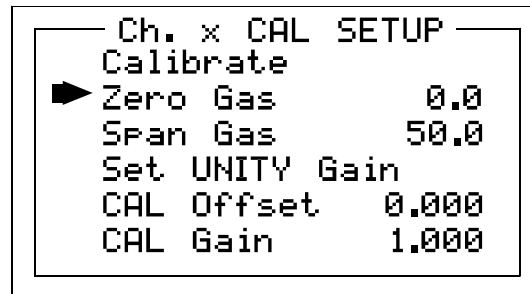 Ch. x CAL SETUP
Calibrate
Zero Gas 0.0
Span Gas 50.0
Set UNITY Gain
CAL Offset 0.000
CAL Gain 1.000